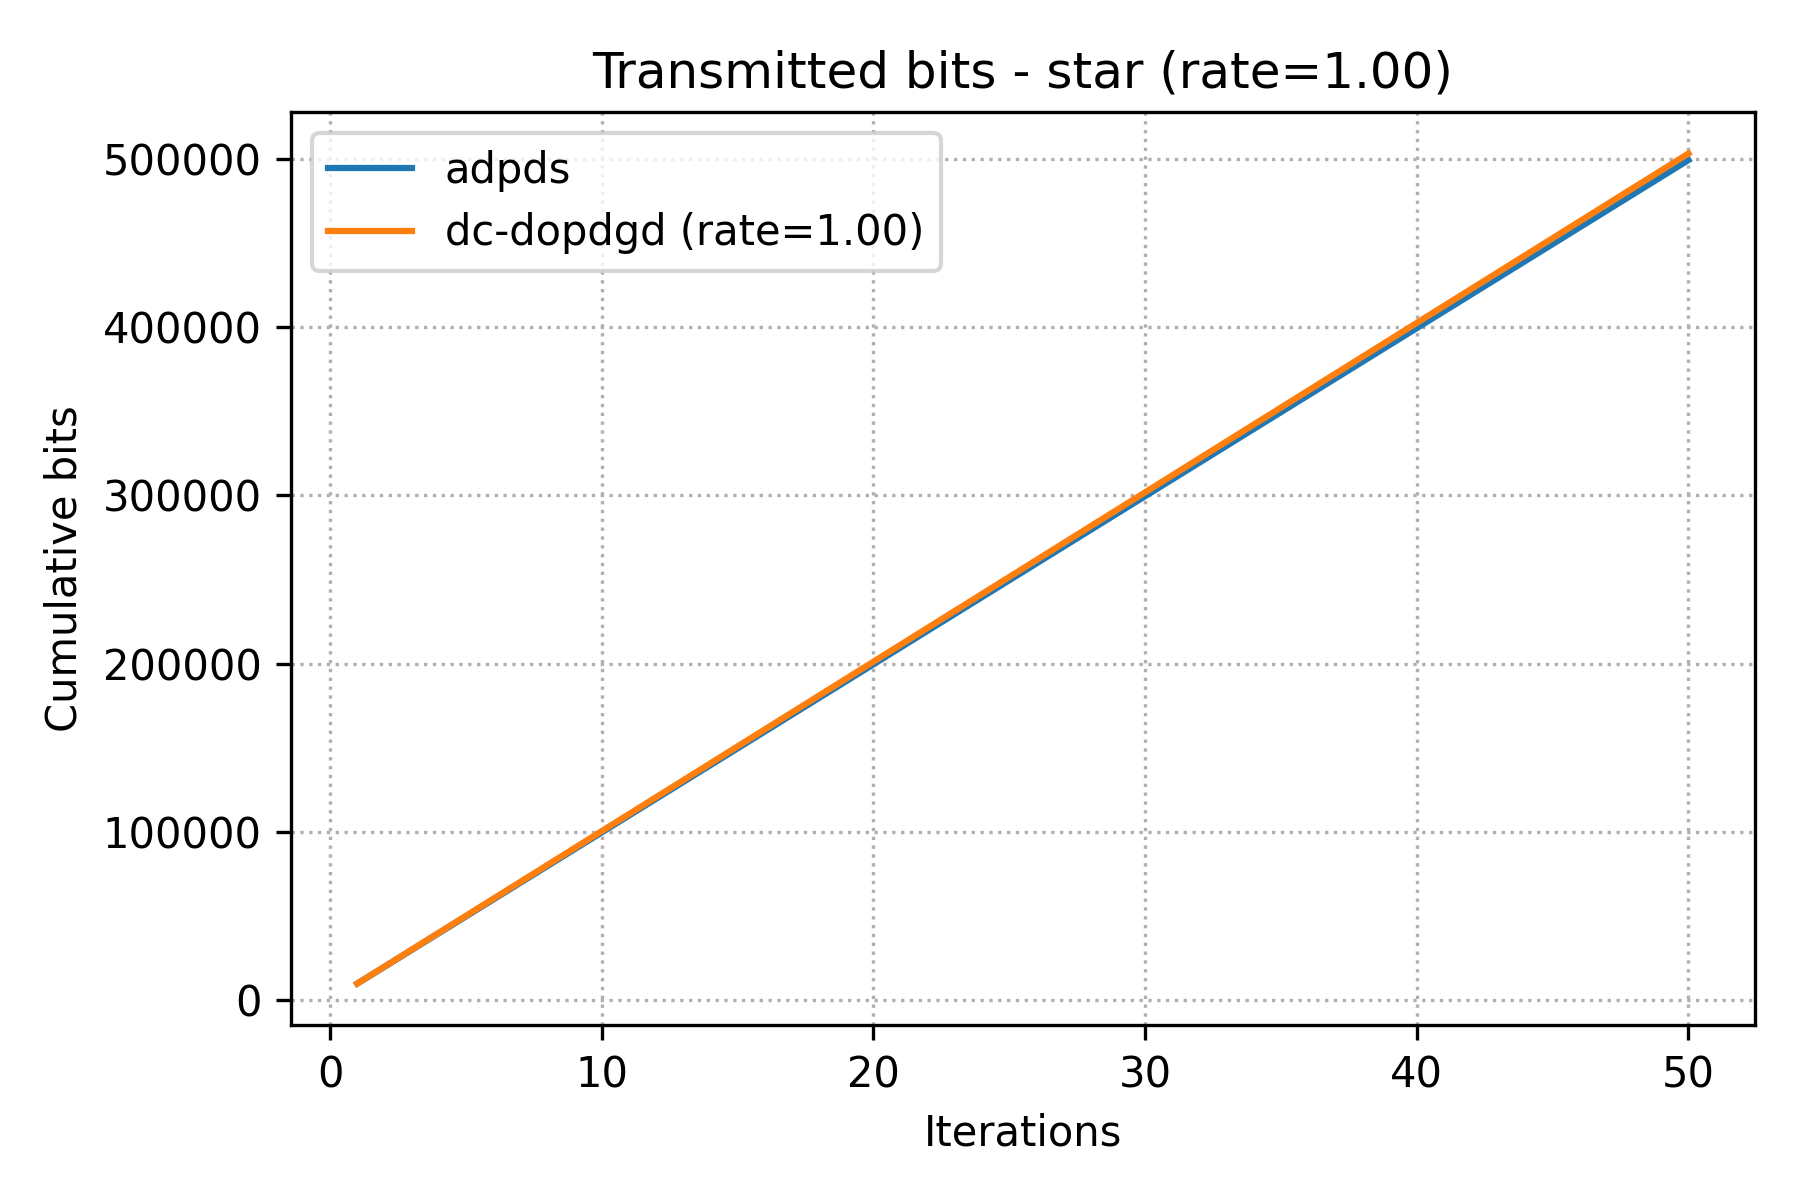 Transmitted bits - star (rate=1.00)
adpds
dc-dopdgd (rate=1.00)
Cumulative bits
500000
400000
300000
200000
100000
0
0 10 20 30 40 50
Iterations